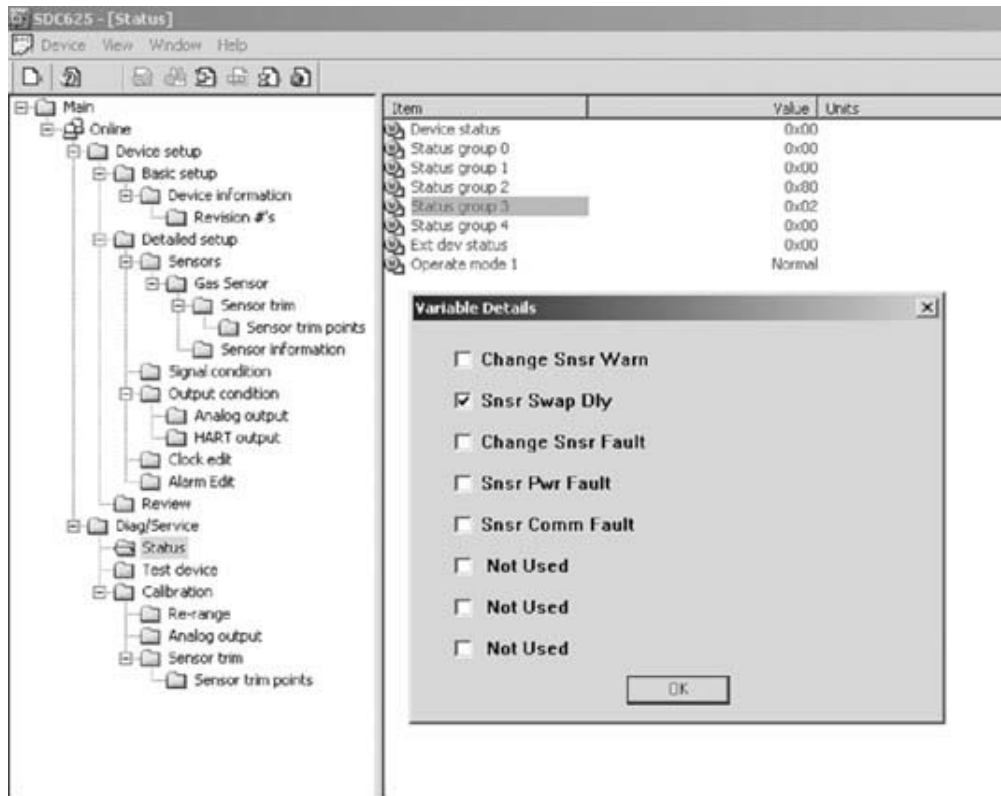 SDC625 - [Status]
Device View Window Help
Main
Online
Device setup
Basic setup
Device information
Revision #'s
Detailed setup
Sensors
Gas Sensor
Sensor trim
Sensor trim points
Sensor information
Signal condition
Output condition
Analog output
HART output
Clock edit
Alarm Edit
Review
Diag/Service
Status
Test device
Calibration
Re-range
Analog output
Sensor trim
Sensor trim points
Item Value Units
Device status 0x00
Status group 0 0x00
Status group 1 0x00
Status group 2 0x80
Status group 3 0x02
Status group 4 0x00
Ext dev status 0x00
Operate mode 1 Normal
Variable Details
Change Snsr Warn
Snsr Swap Dly
Change Snsr Fault
Snsr Pwr Fault
Snsr Comm Fault
Not Used
Not Used
Not Used
OK